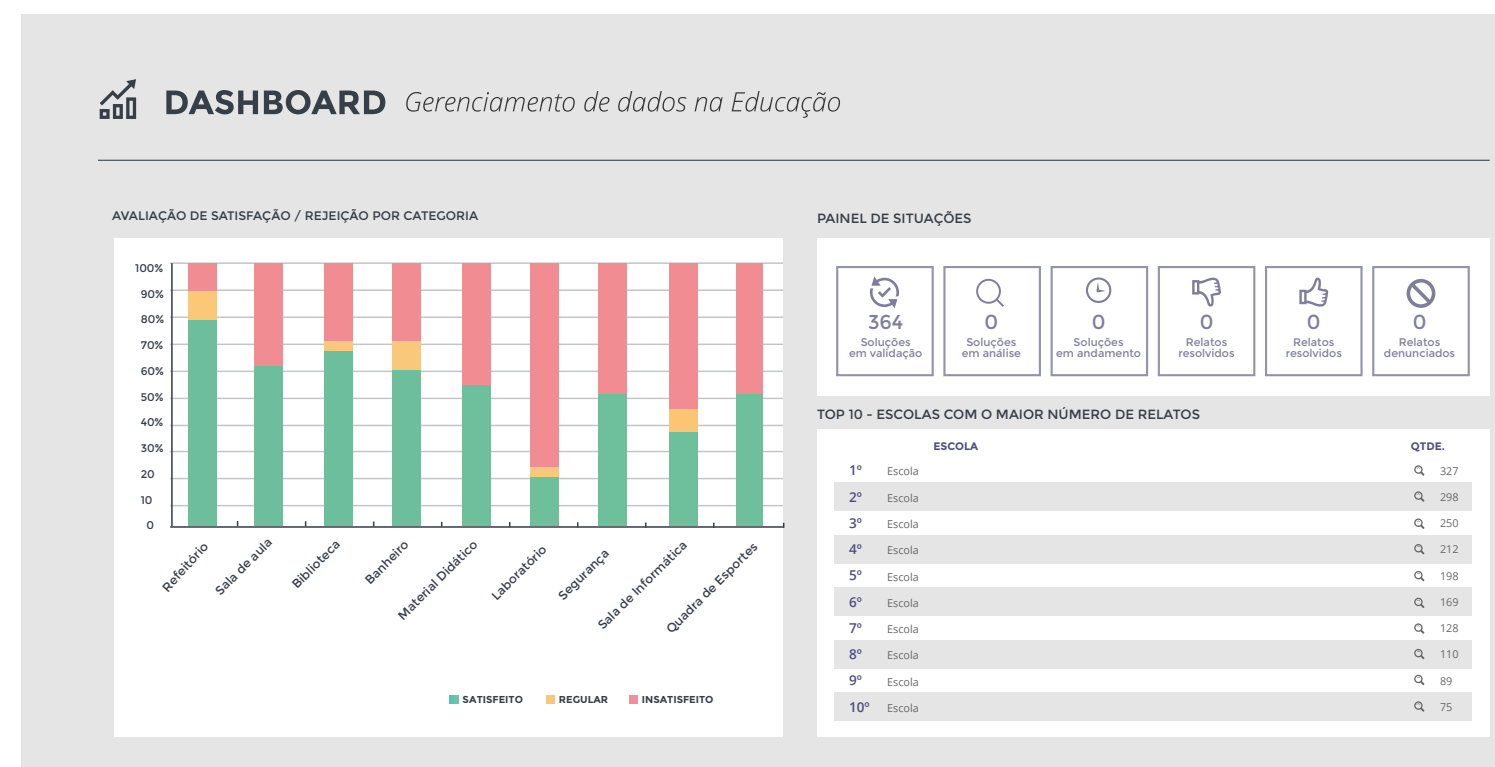 DASHBOARD Gerenciamento de dados na Educação
AVALIAÇÃO DE SATISFAÇÃO / REJEIÇÃO POR CATEGORIA
100%
90%
80%
70%
60%
50%
40%
30%
20
10
0
Refeitório
Sala de aula
Biblioteca
Banheiro
Material Didático
Laboratório
Segurança
Sala de Informática
Quadra de Esportes
SATISFEITO REGULAR INSATISFEITO
PAINEL DE SITUAÇÕES
364
Soluções
em validação
0
Soluções
em análise
0
Soluções
em andamento
0
Relatos
resolvidos
0
Relatos
resolvidos
0
Relatos
denunciados
TOP 10 - ESCOLAS COM O MAIOR NÚMERO DE RELATOS
ESCOLA QTDE.
1º Escola 327
2º Escola 298
3º Escola 250
4º Escola 212
5º Escola 198
6º Escola 169
7º Escola 128
8º Escola 110
9º Escola 89
10º Escola 75